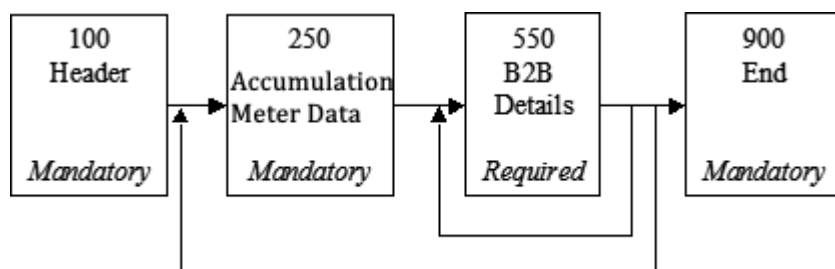 100
Header
Mandatory
250
Accumulation
Meter Data
Mandatory
550
B2B
Details
Required
900
End
Mandatory